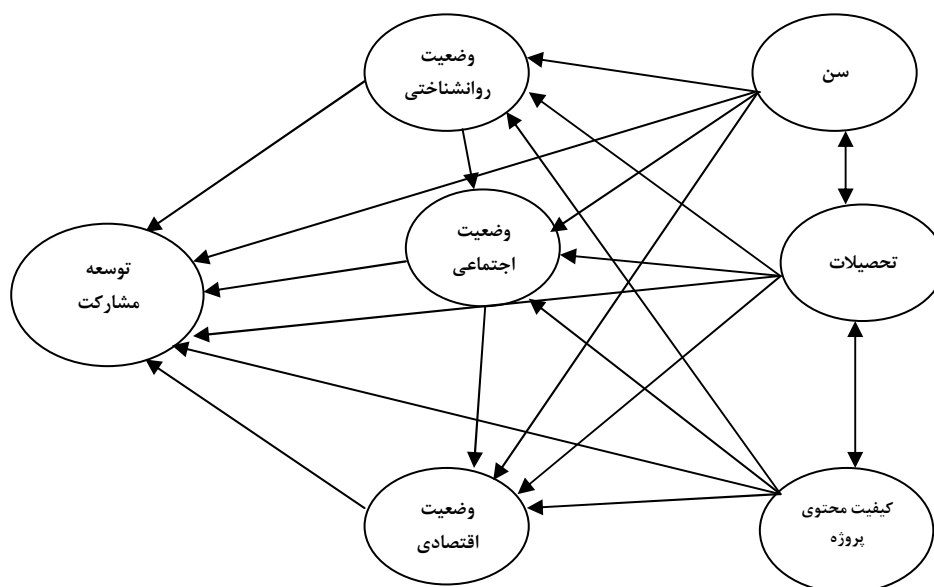 وضعیت
روانشناختی
سن
وضعیت
اجتماعی
تحصیلات
توسعه
مشارکت
وضعیت
اقتصادی
کیفیت محتوی
پروژه